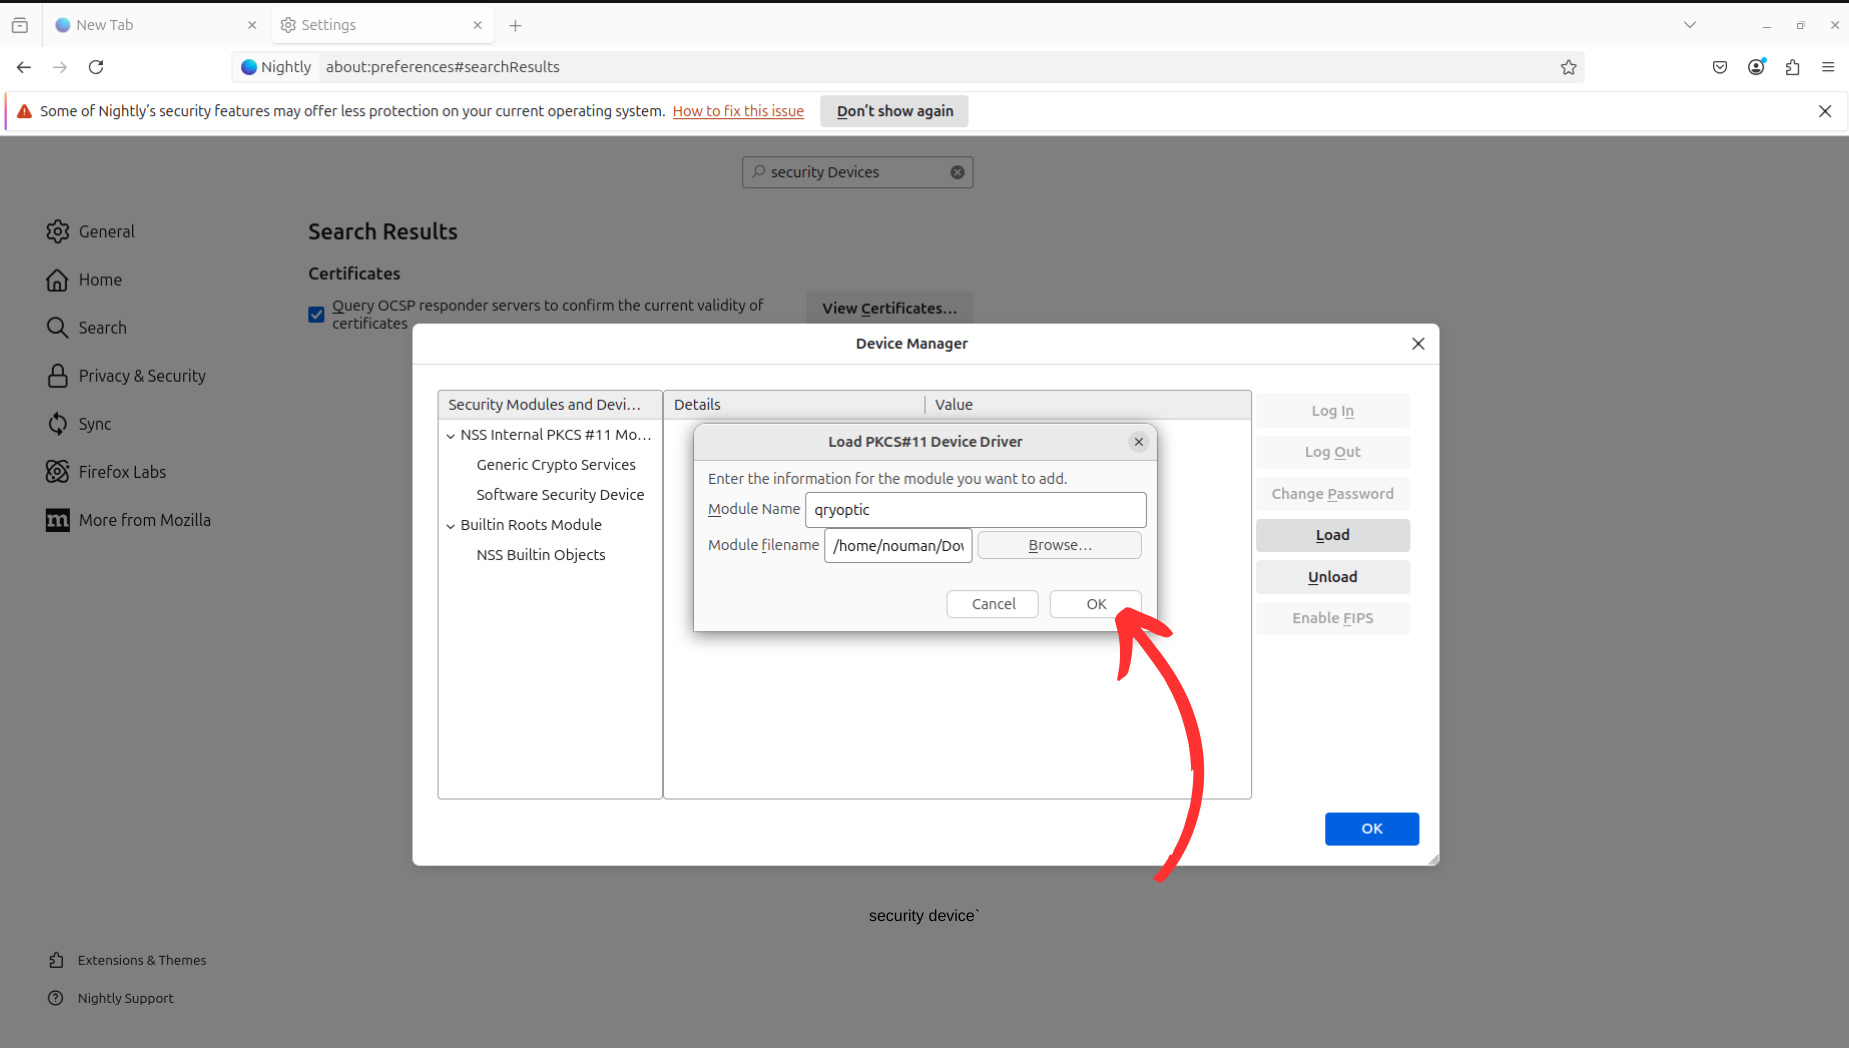 New Tab
Settings
Nightly about:preferences#searchResults
Some of Nightly's security features may offer less protection on your current operating system. How to fix this issue Don't show again
security Devices
General
Home
Search
Privacy & Security
Sync
Firefox Labs
More from Mozilla
Extensions & Themes
Nightly Support
Search Results
Certificates
Query OCSP responder servers to confirm the current validity of
certificates
View Certificates...
Device Manager
Security Modules and Devi...
NSS Internal PKCS #11 Mo...
Generic Crypto Services
Software Security Device
Builtin Roots Module
NSS Builtin Objects
Details Value
Load PKCS#11 Device Driver
Enter the information for the module you want to add.
Module Name qryoptic
Module filename /home/nouman/Dov Browse...
Cancel OK
Log In
Log Out
Change Password
Load
Unload
Enable FIPS
OK
security device`